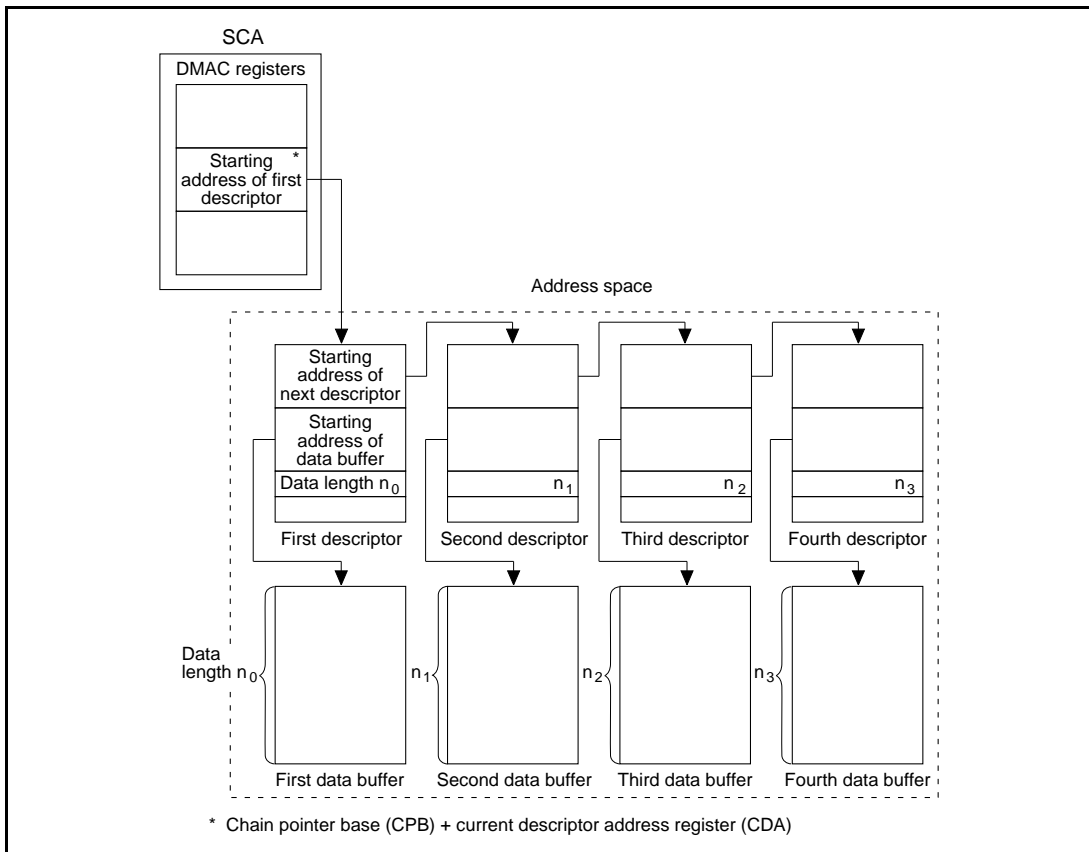 SCA
DMAC registers
Starting *
address of first
descriptor
Address space
Starting
address of
next descriptor
Starting
address of
data buffer
Data length n0
n1
n2
n3
First descriptor
Second descriptor
Third descriptor
Fourth descriptor
Data
length n0
n1
n2
n3
First data buffer
Second data buffer
Third data buffer
Fourth data buffer
* Chain pointer base (CPB) + current descriptor address register (CDA)